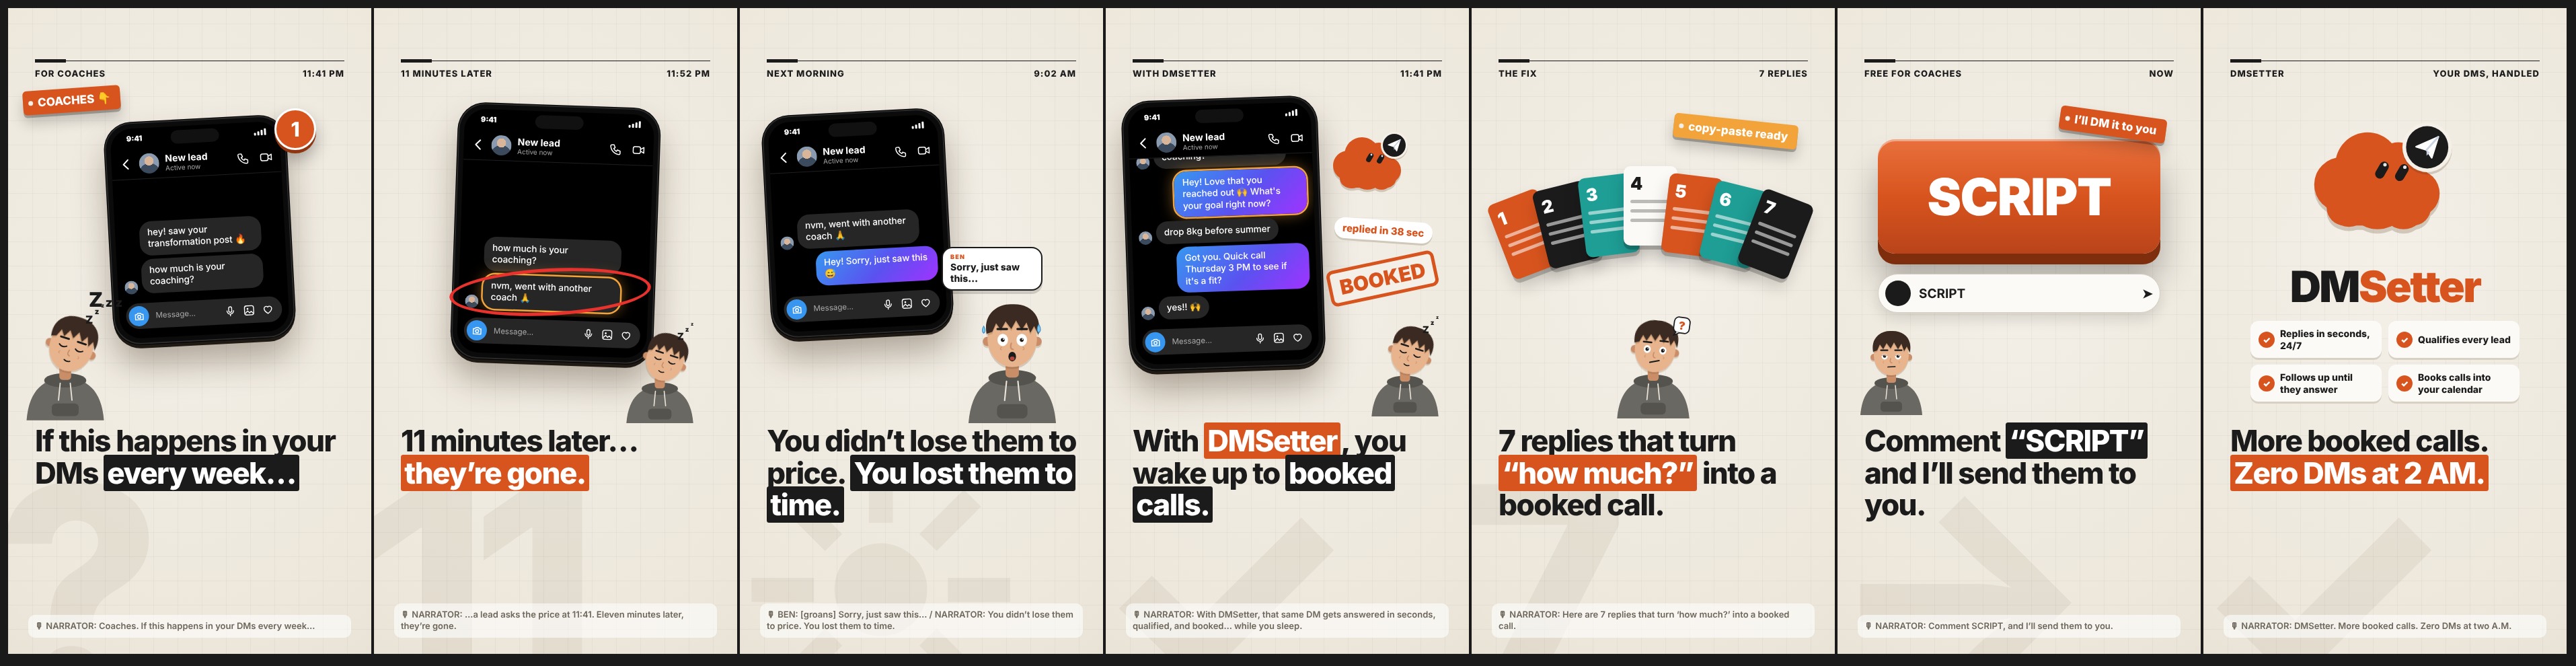 FOR COACHES
11:41 PM
COACHES 👇
1
9:41
New lead
Active now
hey! saw your
transformation post 🔥
how much is your
coaching?
Message...
Z z z
z z
If this happens in your
DMs every week...
?
🎙 NARRATOR: Coaches. If this happens in your DMs every week...
11 MINUTES LATER
11:52 PM
9:41
New lead
Active now
how much is your
coaching?
nvm, went with another
coach 🙏
Message...
z z z
11 minutes later...
they're gone.
11
🎙 NARRATOR: ...a lead asks the price at 11:41. Eleven minutes later,
they're gone.
NEXT MORNING
9:02 AM
9:41
New lead
Active now
nvm, went with another
coach 🙏
Hey! Sorry, just saw this
😅
Message...
BEN
Sorry, just saw
this...
You didn't lose them to
price. You lost them to
time.
🎙 BEN: [groans] Sorry, just saw this... / NARRATOR: You didn't lose them
to price. You lost them to time.
WITH DMSETTER
11:41 PM
9:41
New lead
Active now
coaching?
Hey! Love that you
reached out 🙌 What's
your goal right now?
drop 8kg before summer
Got you. Quick call
Thursday 3 PM to see if
it's a fit?
yes!! 🙌
Message...
replied in 38 sec
BOOKED
z z z
With DMSetter, you
wake up to booked
calls.
🎙 NARRATOR: With DMSetter, that same DM gets answered in seconds,
qualified, and booked... while you sleep.
THE FIX
7 REPLIES
copy-paste ready
1 2 3 4 5 6 7
?
7 replies that turn
“how much?” into a
booked call.
7
🎙 NARRATOR: Here are 7 replies that turn ‘how much?’ into a booked
call.
FREE FOR COACHES
NOW
I'll DM it to you
SCRIPT
SCRIPT
Comment “SCRIPT”
and I'll send them to
you.
🎙 NARRATOR: Comment SCRIPT, and I'll send them to you.
DMSETTER
YOUR DMS, HANDLED
DMSetter
Replies in seconds,
24/7
Qualifies every lead
Follows up until
they answer
Books calls into
your calendar
More booked calls.
Zero DMs at 2 AM.
🎙 NARRATOR: DMSetter. More booked calls. Zero DMs at two A.M.